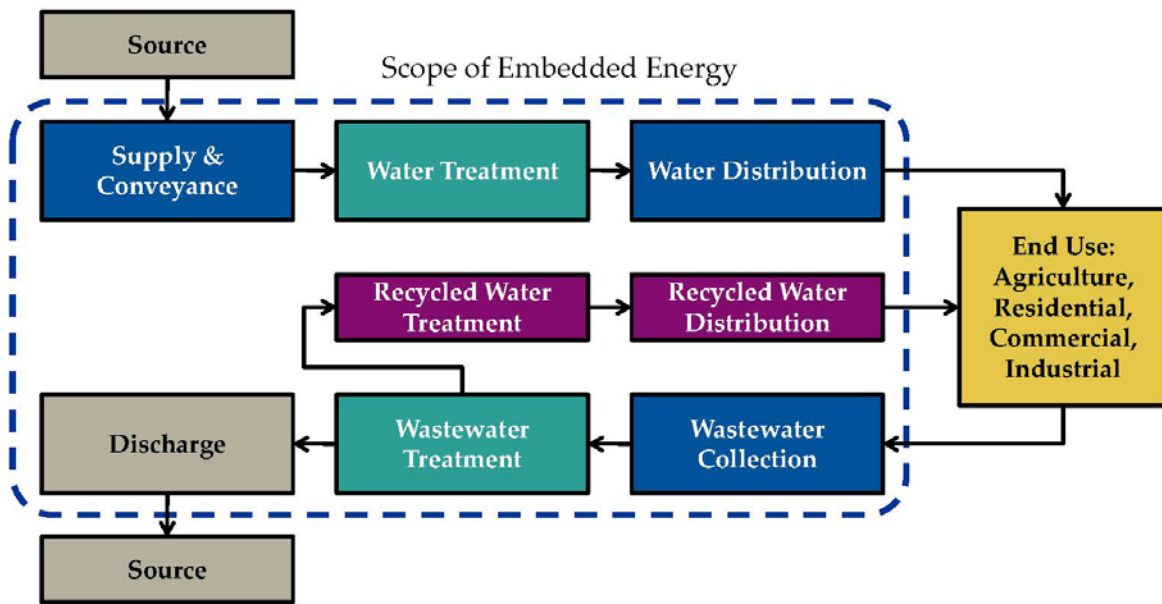 Source
Scope of Embedded Energy
Supply &
Conveyance
Water Treatment
Water Distribution
End Use:
Agriculture,
Residential,
Commercial,
Industrial
Recycled Water
Treatment
Recycled Water
Distribution
Discharge
Wastewater
Treatment
Wastewater
Collection
Source